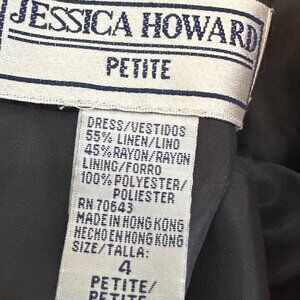 JESSICA HOWARD
PETITE
DRESS/VESTIDOS
55% LINEN/LINO
45% RAYON/RAYON
LINING/FORRO
100% POLYESTER/
POLIESTER
RN 70643
MADE IN HONG KONG
HECHO EN HONG KONG
SIZE/TALLA:
4
PETITE/
PETITE